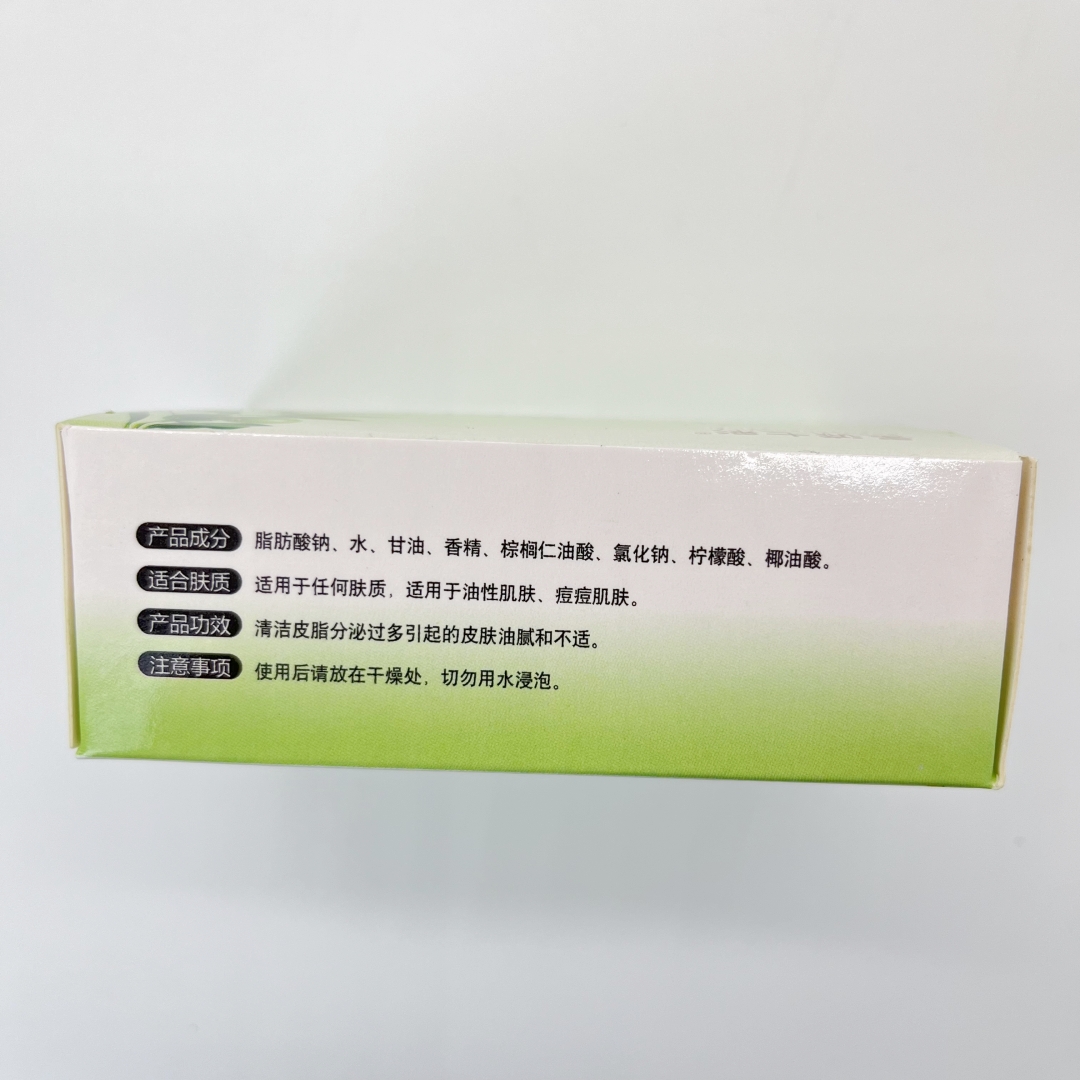 产品成分 脂肪酸钠、水、甘油、香精、棕榈仁油酸、氯化钠、柠檬酸、椰油酸。
适合肤质 适用于任何肤质，适用于油性肌肤、痘痘肌肤。
产品功效 清洁皮脂分泌过多引起的皮肤油腻和不适。
注意事项 使用后请放在干燥处，切勿用水浸泡。